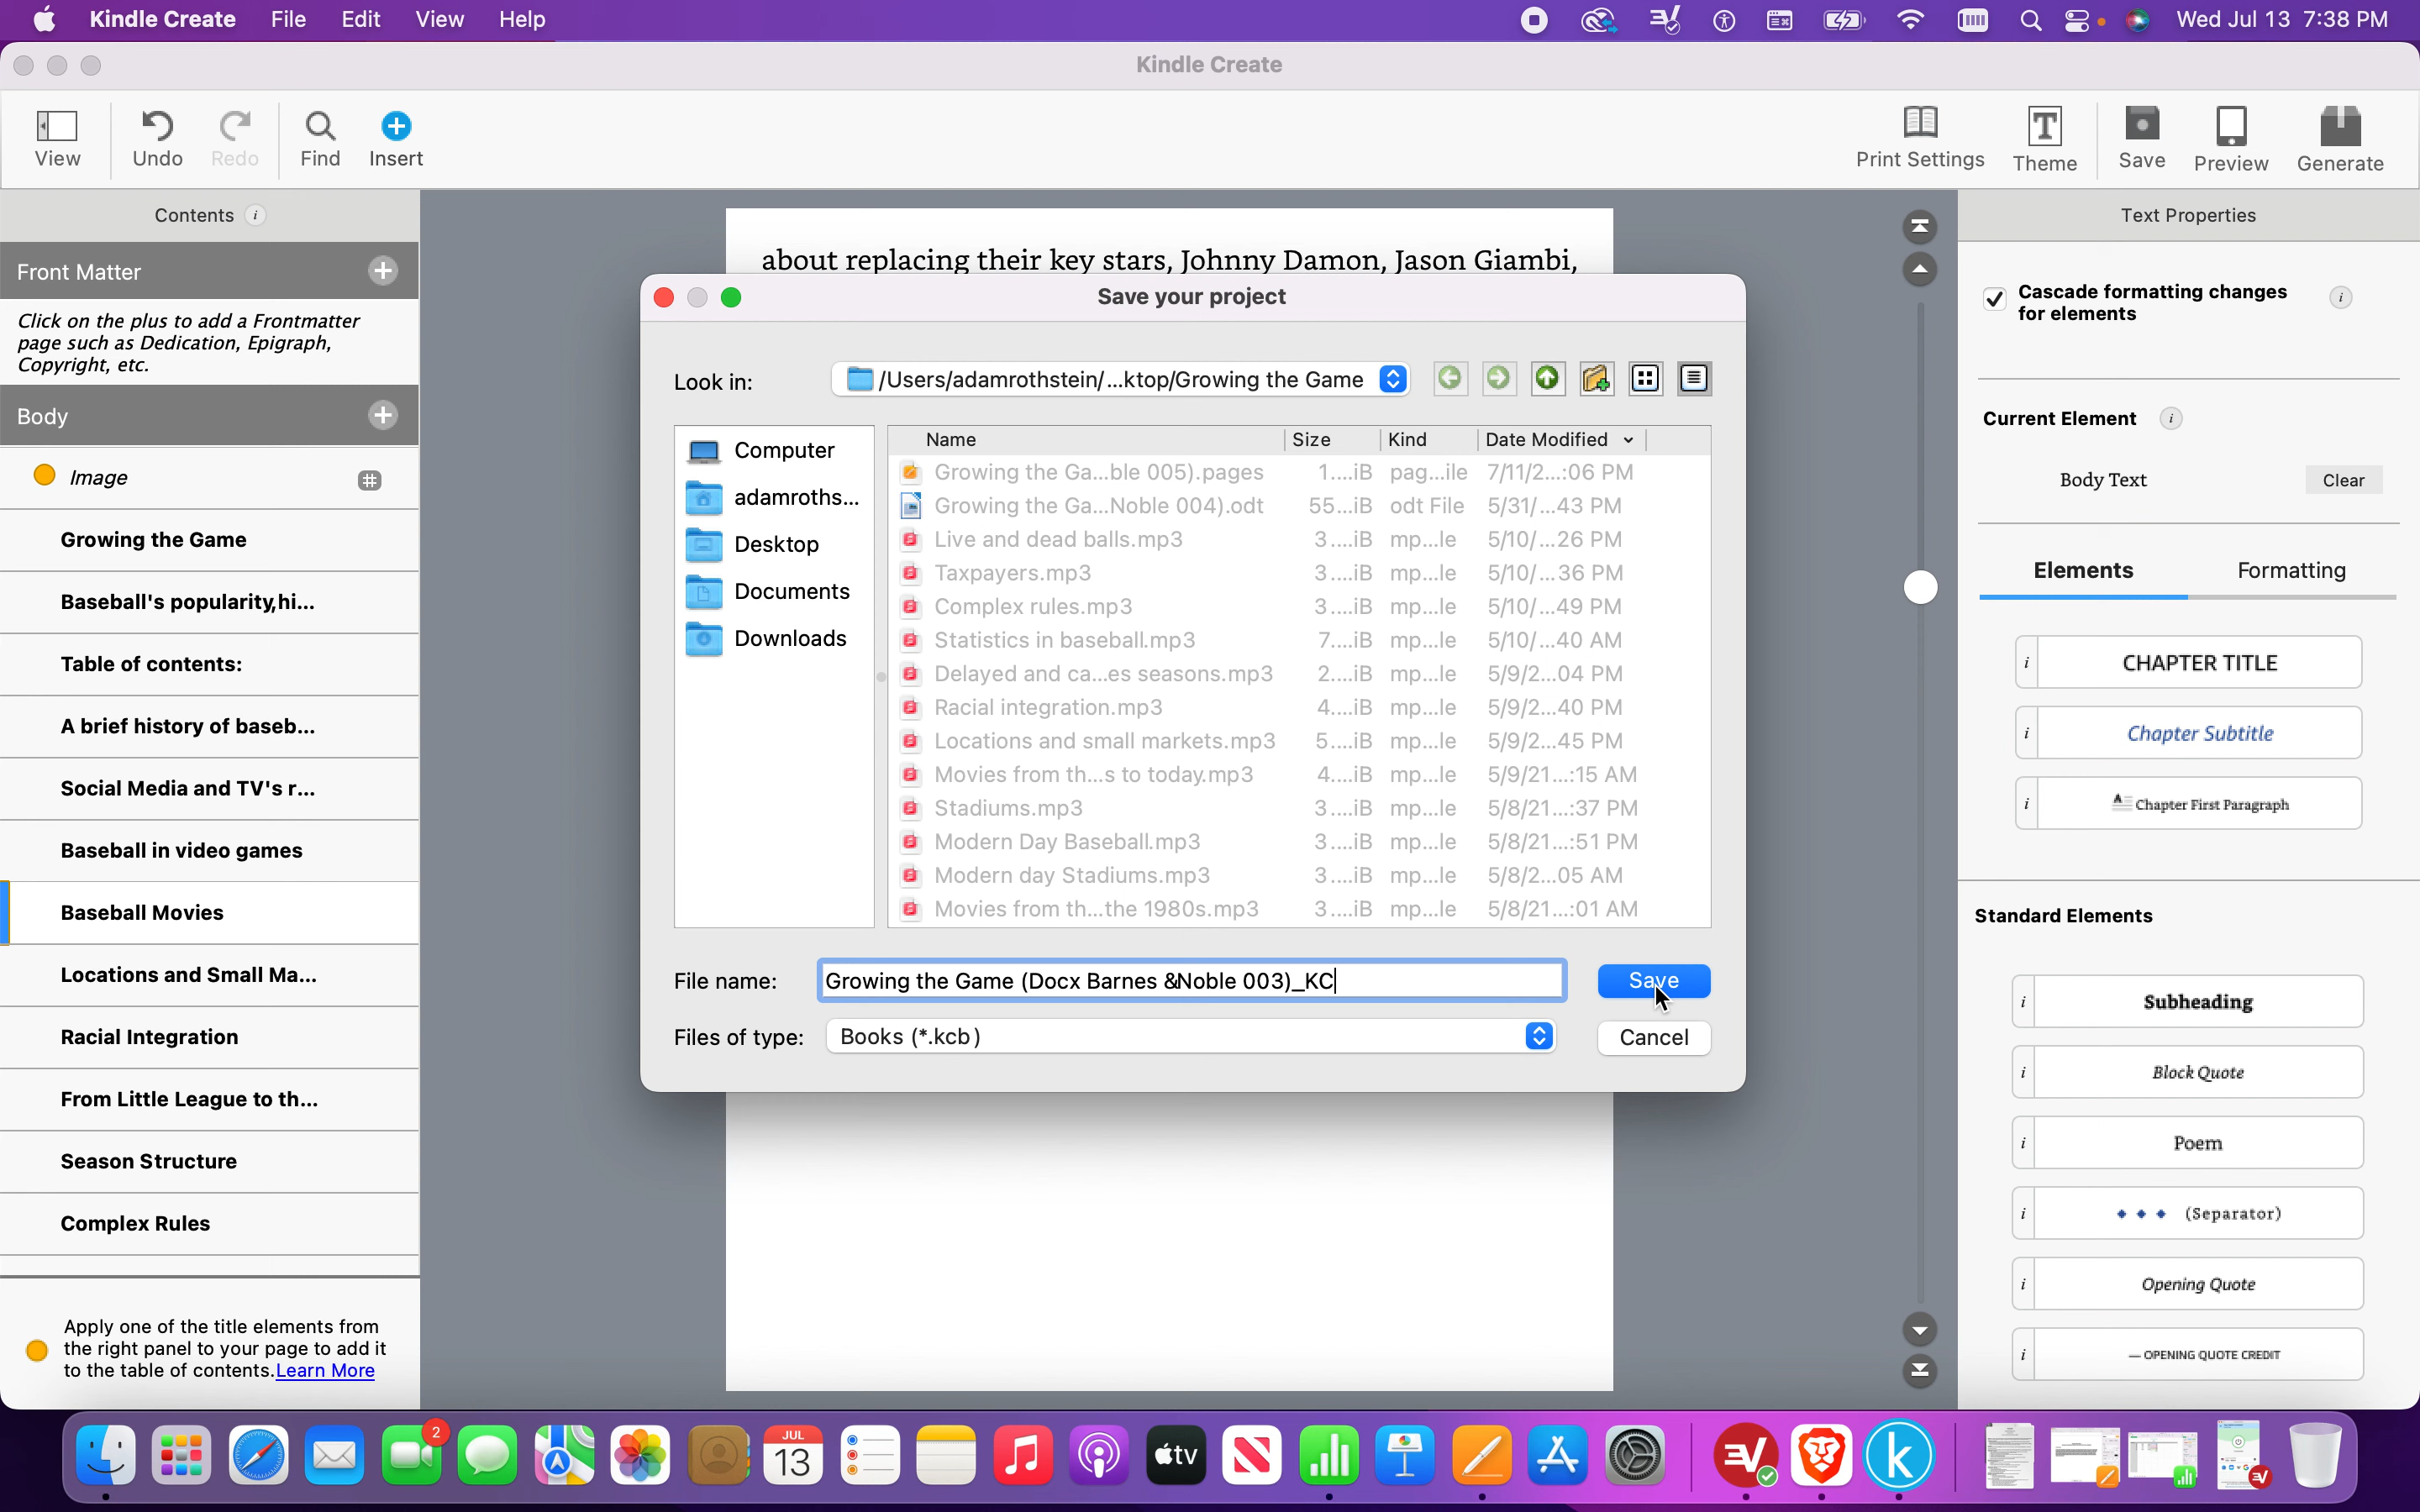 Kindle Create File Edit View Help Wed Jul 13 7:38 PM
Kindle Create
View Undo Redo Find Insert Print Settings Theme Save Preview Generate
Contents i
Front Matter
Click on the plus to add a Frontmatter
page such as Dedication, Epigraph,
Copyright, etc.
Body
Image #
Growing the Game
Baseball's popularity,hi...
Table of contents:
A brief history of baseb...
Social Media and TV's r...
Baseball in video games
Baseball Movies
Locations and Small Ma...
Racial Integration
From Little League to th...
Season Structure
Complex Rules
Apply one of the title elements from
the right panel to your page to add it
to the table of contents. Learn More
about replacing their key stars, Johnny Damon, Jason Giambi,
Save your project
Look in: /Users/adamrothstein/...ktop/Growing the Game
Computer
adamroths...
Desktop
Documents
Downloads
Name Size Kind Date Modified
Growing the Ga...ble 005).pages 1....iB pag...ile 7/11/2...:06 PM
Growing the Ga...Noble 004).odt 55...iB odt File 5/31/...43 PM
Live and dead balls.mp3 3....iB mp...le 5/10/...26 PM
Taxpayers.mp3 3....iB mp...le 5/10/...36 PM
Complex rules.mp3 3....iB mp...le 5/10/...49 PM
Statistics in baseball.mp3 7....iB mp...le 5/10/...40 AM
Delayed and ca...es seasons.mp3 2....iB mp...le 5/9/2...04 PM
Racial integration.mp3 4....iB mp...le 5/9/2...40 PM
Locations and small markets.mp3 5....iB mp...le 5/9/2...45 PM
Movies from th...s to today.mp3 4....iB mp...le 5/9/21...:15 AM
Stadiums.mp3 3....iB mp...le 5/8/21...:37 PM
Modern Day Baseball.mp3 3....iB mp...le 5/8/21...:51 PM
Modern day Stadiums.mp3 3....iB mp...le 5/8/2...05 AM
Movies from th...the 1980s.mp3 3....iB mp...le 5/8/21...:01 AM
File name: Growing the Game (Docx Barnes &Noble 003)_KC Save
Files of type: Books (*.kcb) Cancel
Text Properties
Cascade formatting changes
for elements i
Current Element i
Body Text Clear
Elements Formatting
i CHAPTER TITLE
i Chapter Subtitle
i Chapter First Paragraph
Standard Elements
i Subheading
i Block Quote
i Poem
i (Separator)
i Opening Quote
i — OPENING QUOTE CREDIT
2 JUL 13 tv